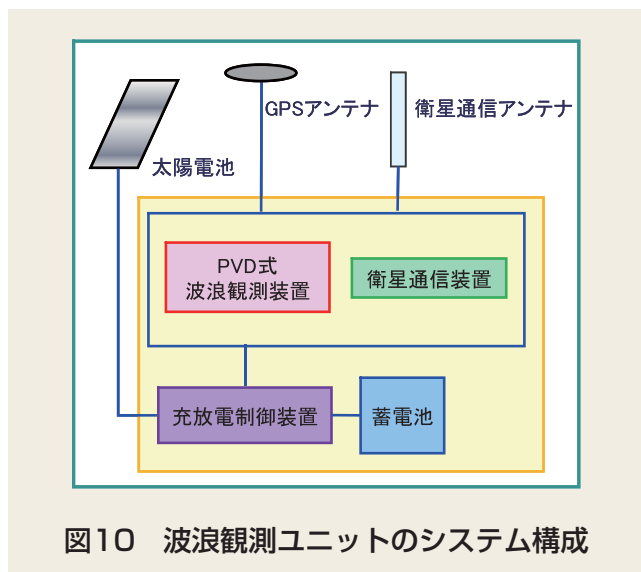 GPSアンテナ
衛星通信アンテナ
太陽電池
PVD式
波浪観測装置
衛星通信装置
充放電制御装置
蓄電池
図10 波浪観測ユニットのシステム構成